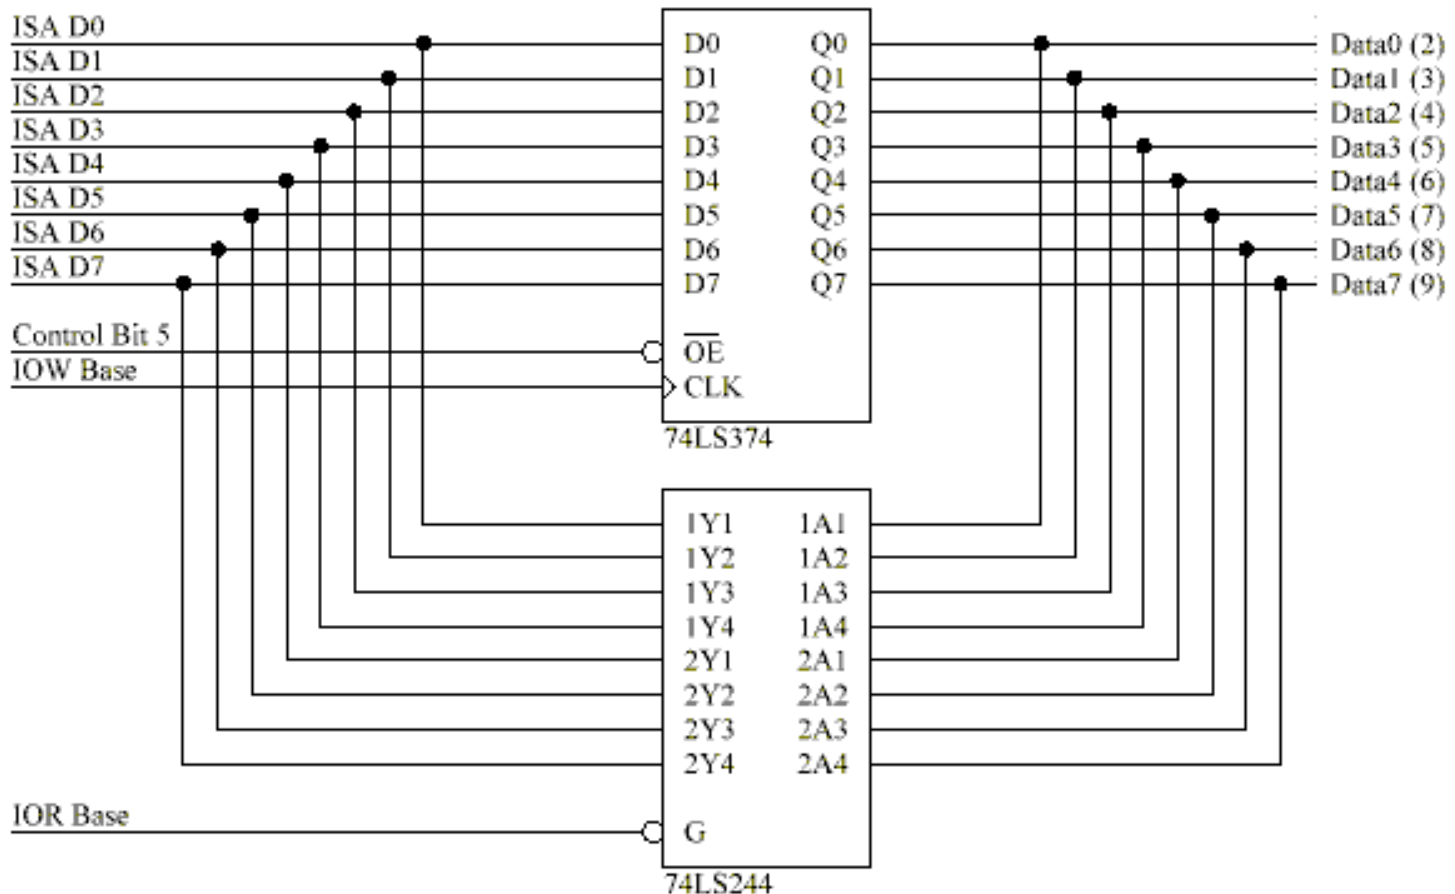 ISA D0
ISA D1
ISA D2
ISA D3
ISA D4
ISA D5
ISA D6
ISA D7
Control Bit 5
IOW Base
D0 Q0
D1 Q1
D2 Q2
D3 Q3
D4 Q4
D5 Q5
D6 Q6
D7 Q7
OE
CLK
74LS374
Data0 (2)
Data1 (3)
Data2 (4)
Data3 (5)
Data4 (6)
Data5 (7)
Data6 (8)
Data7 (9)
1Y1 1A1
1Y2 1A2
1Y3 1A3
1Y4 1A4
2Y1 2A1
2Y2 2A2
2Y3 2A3
2Y4 2A4
IOR Base
G
74LS244